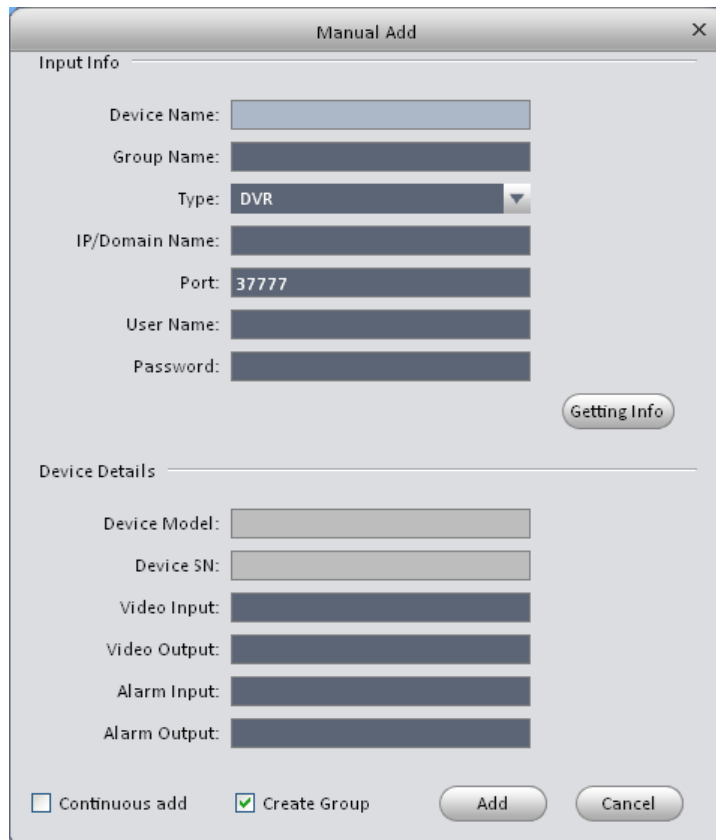 Manual Add
Input Info
Device Name:
Group Name:
Type: DVR
IP/Domain Name:
Port: 37777
User Name:
Password:
Getting Info
Device Details
Device Model:
Device SN:
Video Input:
Video Output:
Alarm Input:
Alarm Output:
Continuous add Create Group Add Cancel